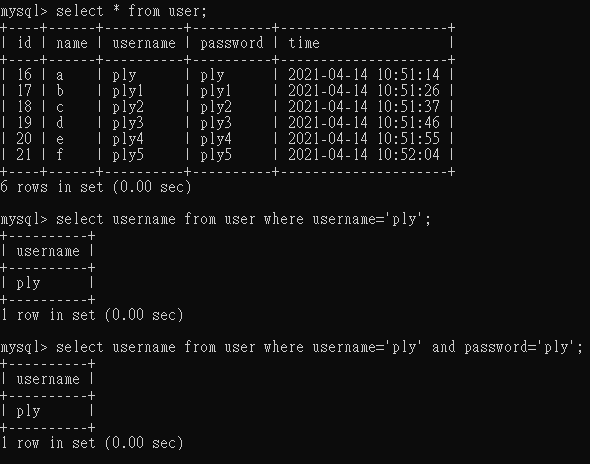 mysql> select * from user;
+----+------+----------+----------+---------------------+
| id | name | username | password | time                |
+----+------+----------+----------+---------------------+
| 16 | a    | ply      | ply      | 2021-04-14 10:51:14 |
| 17 | b    | ply1     | ply1     | 2021-04-14 10:51:26 |
| 18 | c    | ply2     | ply2     | 2021-04-14 10:51:37 |
| 19 | d    | ply3     | ply3     | 2021-04-14 10:51:46 |
| 20 | e    | ply4     | ply4     | 2021-04-14 10:51:55 |
| 21 | f    | ply5     | ply5     | 2021-04-14 10:52:04 |
+----+------+----------+----------+---------------------+
6 rows in set (0.00 sec)

mysql> select username from user where username='ply';
+----------+
| username |
+----------+
| ply      |
+----------+
1 row in set (0.00 sec)

mysql> select username from user where username='ply' and password='ply';
+----------+
| username |
+----------+
| ply      |
+----------+
1 row in set (0.00 sec)